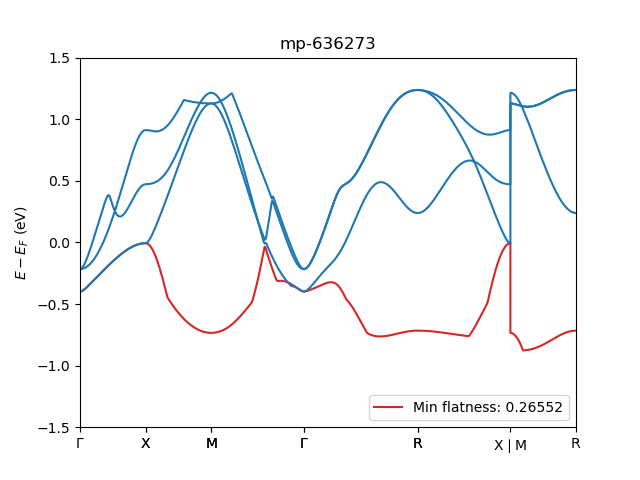 mp-636273
E − E_F (eV)
1.5
1.0
0.5
0.0
−0.5
−1.0
−1.5
Min flatness: 0.26552
Γ X M Γ R X | M R